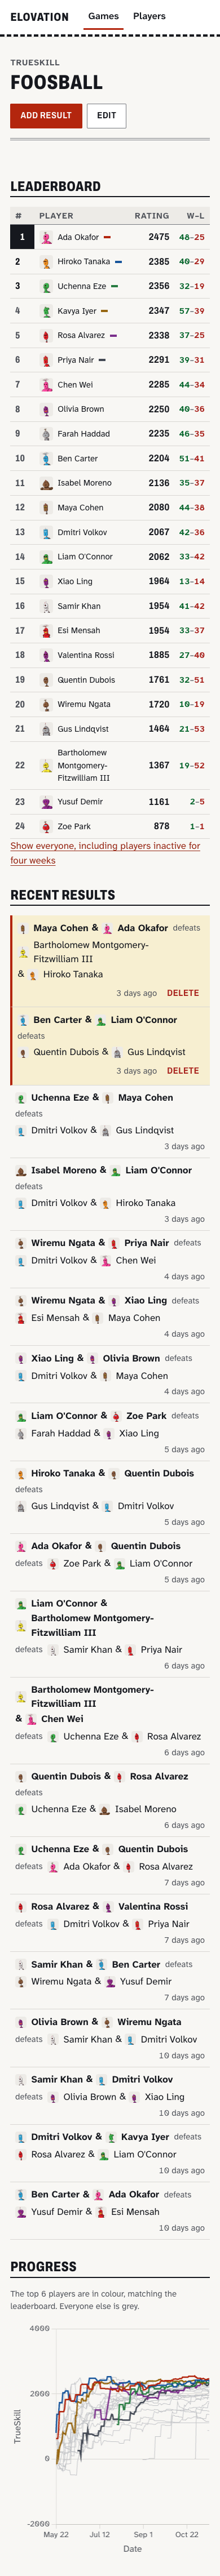 ELOVATION Games Players
TRUESKILL
FOOSBALL
ADD RESULT EDIT
LEADERBOARD
# PLAYER RATING W–L
1 Ada Okafor 2475 48–25
2 Hiroko Tanaka 2385 40–29
3 Uchenna Eze 2356 32–19
4 Kavya Iyer 2347 57–39
5 Rosa Alvarez 2338 37–25
6 Priya Nair 2291 39–31
7 Chen Wei 2285 44–34
8 Olivia Brown 2250 40–36
9 Farah Haddad 2235 46–35
10 Ben Carter 2204 51–41
11 Isabel Moreno 2136 35–37
12 Maya Cohen 2080 44–38
13 Dmitri Volkov 2067 42–36
14 Liam O'Connor 2062 33–42
15 Xiao Ling 1964 13–14
16 Samir Khan 1954 41–42
17 Esi Mensah 1954 33–37
18 Valentina Rossi 1885 27–40
19 Quentin Dubois 1761 32–51
20 Wiremu Ngata 1720 10–19
21 Gus Lindqvist 1464 21–53
22 Bartholomew
Montgomery-
Fitzwilliam III 1367 19–52
23 Yusuf Demir 1161 2–5
24 Zoe Park 878 1–1
Show everyone, including players inactive for
four weeks
RECENT RESULTS
Maya Cohen & Ada Okafor defeats
Bartholomew Montgomery-
Fitzwilliam III
& Hiroko Tanaka
3 days ago DELETE
Ben Carter & Liam O'Connor
defeats
Quentin Dubois & Gus Lindqvist
3 days ago DELETE
Uchenna Eze & Maya Cohen
defeats
Dmitri Volkov & Gus Lindqvist
3 days ago
Isabel Moreno & Liam O'Connor
defeats
Dmitri Volkov & Hiroko Tanaka
3 days ago
Wiremu Ngata & Priya Nair defeats
Dmitri Volkov & Chen Wei
4 days ago
Wiremu Ngata & Xiao Ling defeats
Esi Mensah & Maya Cohen
4 days ago
Xiao Ling & Olivia Brown defeats
Dmitri Volkov & Maya Cohen
4 days ago
Liam O'Connor & Zoe Park defeats
Farah Haddad & Xiao Ling
5 days ago
Hiroko Tanaka & Quentin Dubois
defeats
Gus Lindqvist & Dmitri Volkov
5 days ago
Ada Okafor & Quentin Dubois
defeats Zoe Park & Liam O'Connor
5 days ago
Liam O'Connor &
Bartholomew Montgomery-
Fitzwilliam III
defeats Samir Khan & Priya Nair
6 days ago
Bartholomew Montgomery-
Fitzwilliam III
& Chen Wei
defeats Uchenna Eze & Rosa Alvarez
6 days ago
Quentin Dubois & Rosa Alvarez
defeats
Uchenna Eze & Isabel Moreno
6 days ago
Uchenna Eze & Quentin Dubois
defeats Ada Okafor & Rosa Alvarez
7 days ago
Rosa Alvarez & Valentina Rossi
defeats Dmitri Volkov & Priya Nair
7 days ago
Samir Khan & Ben Carter defeats
Wiremu Ngata & Yusuf Demir
7 days ago
Olivia Brown & Wiremu Ngata
defeats Samir Khan & Dmitri Volkov
10 days ago
Samir Khan & Dmitri Volkov
defeats Olivia Brown & Xiao Ling
10 days ago
Dmitri Volkov & Kavya Iyer defeats
Rosa Alvarez & Liam O'Connor
10 days ago
Ben Carter & Ada Okafor defeats
Yusuf Demir & Esi Mensah
10 days ago
PROGRESS
The top 6 players are in colour, matching the
leaderboard. Everyone else is grey.
4000
2000
0
-2000
TrueSkill
May 22 Jul 12 Sep 1 Oct 22
Date